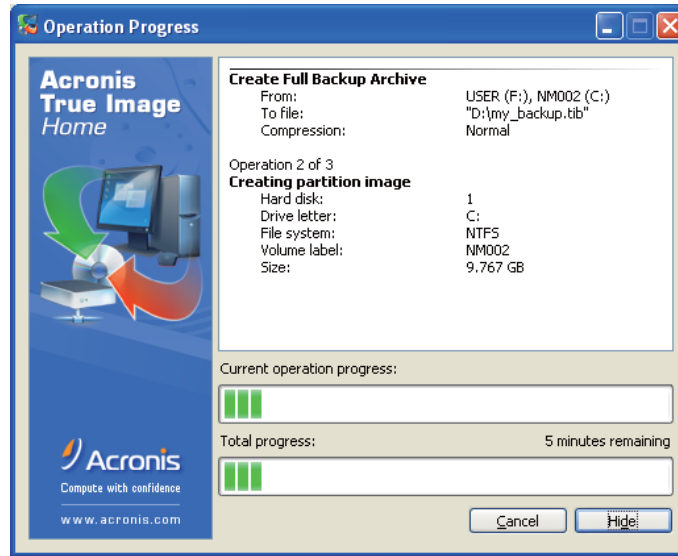 Operation Progress
Acronis
True Image
Home
Create Full Backup Archive
From: USER (F:), NM002 (C:)
To file: "D:\my_backup.tib"
Compression: Normal
Operation 2 of 3
Creating partition image
Hard disk: 1
Drive letter: C:
File system: NTFS
Volume label: NM002
Size: 9.767 GB
Current operation progress:
Total progress: 5 minutes remaining
Acronis
Compute with confidence
www.acronis.com
Cancel Hide